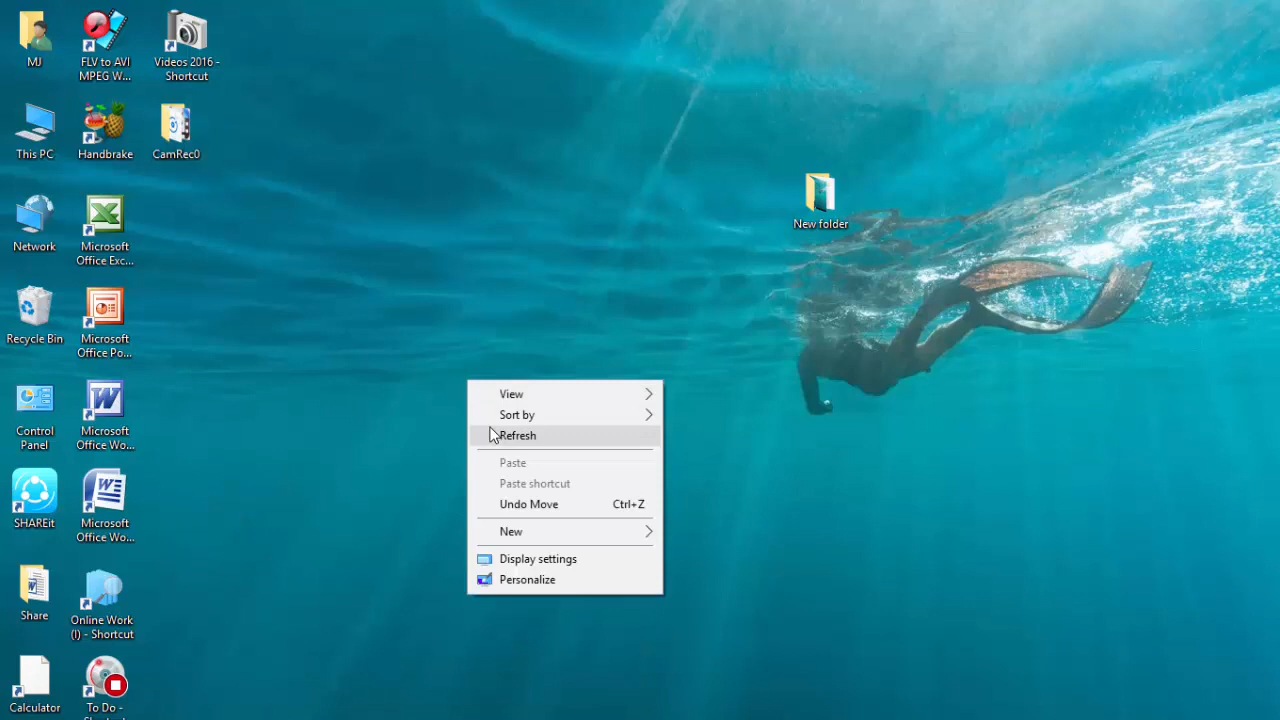 MJ
FLV to AVI
MPEG W...
Videos 2016 -
Shortcut
This PC
Handbrake
CamRec0
Network
Microsoft
Office Exc...
New folder
Recycle Bin
Microsoft
Office Po...
Control
Panel
Microsoft
Office Wo...
SHAREit
Microsoft
Office Wo...
Share
Online Work
(I) - Shortcut
Calculator
To Do -
View
Sort by
Refresh
Paste
Paste shortcut
Undo Move Ctrl+Z
New
Display settings
Personalize